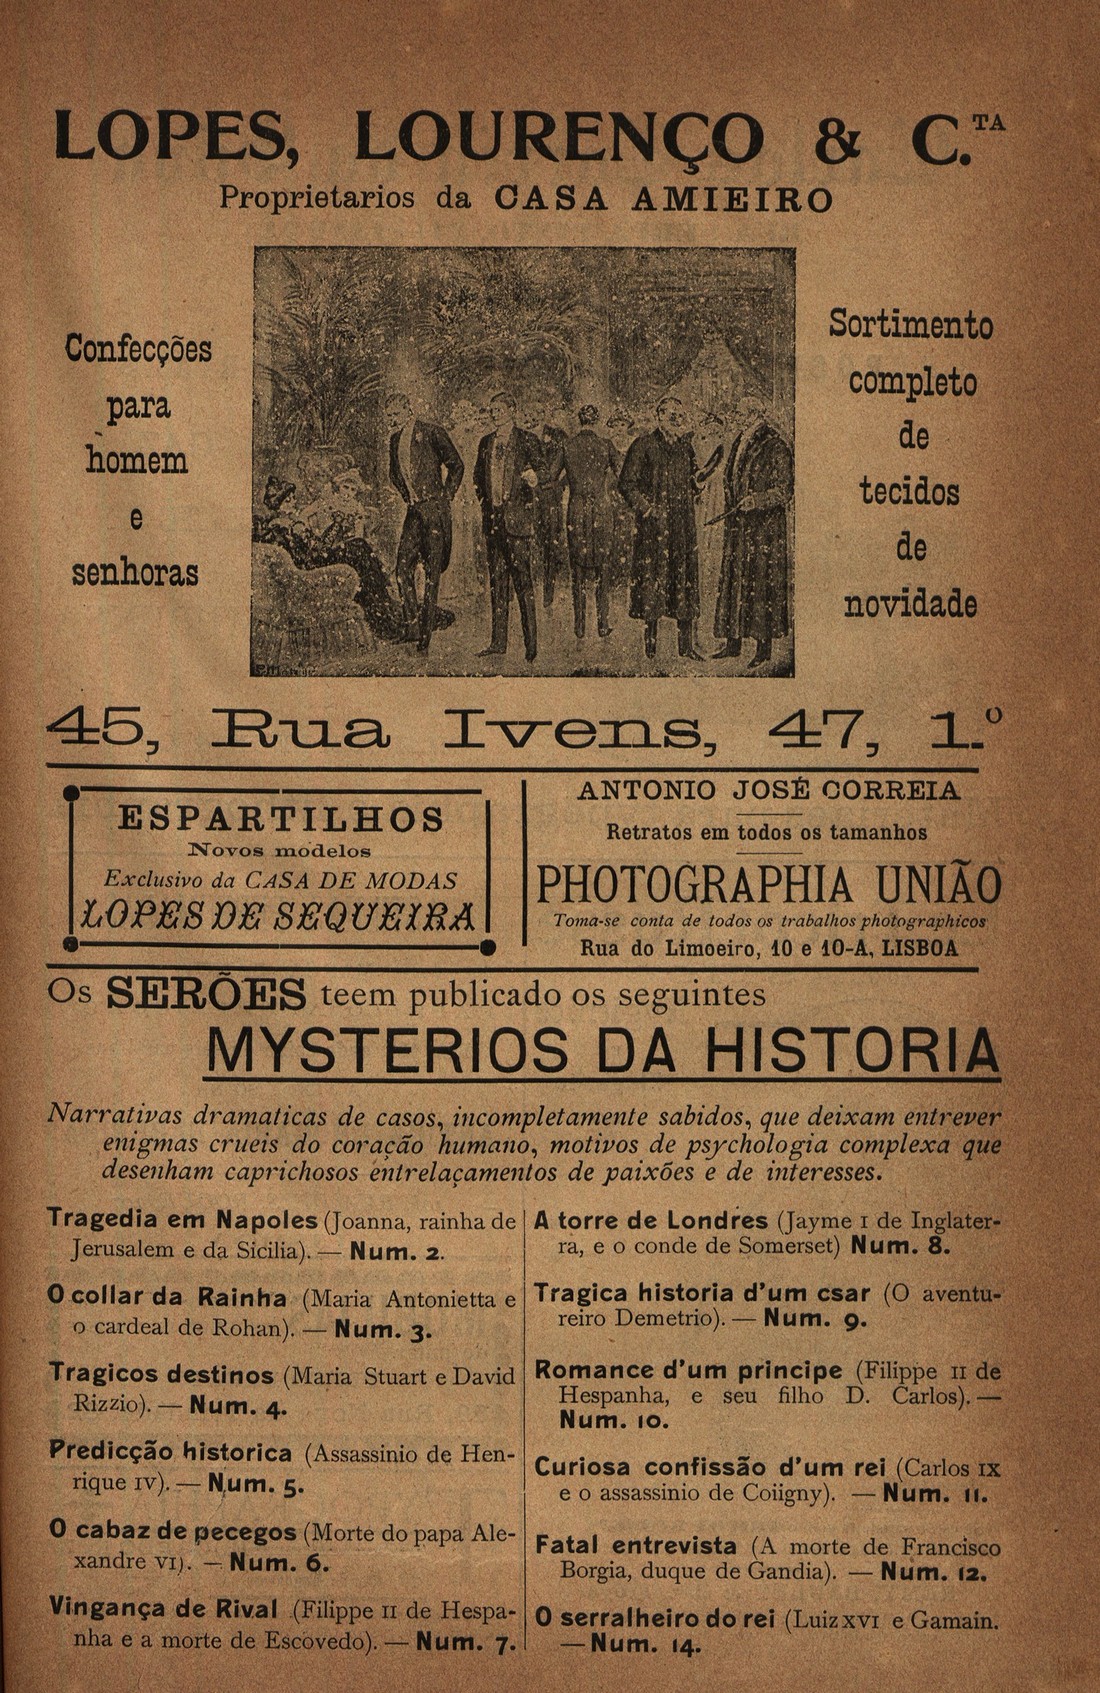 LOPES, LOURENÇO & C.TA
Proprietarios da CASA AMIEIRO
Confecções
para
homem
e
senhoras
Sortimento
completo
de
tecidos
de
novidade
45, Rua Ivens, 47, 1.º
ESPARTILHOS
Novos modelos
Exclusivo da CASA DE MODAS
LOPES DE SEQUEIRA
ANTONIO JOSÉ CORREIA
Retratos em todos os tamanhos
PHOTOGRAPHIA UNIÃO
Toma-se conta de todos os trabalhos photographicos
Rua do Limoeiro, 10 e 10-A, LISBOA
Os SERÕES teem publicado os seguintes
MYSTERIOS DA HISTORIA
Narrativas dramaticas de casos, incompletamente sabidos, que deixam entrever
enigmas crueis do coração humano, motivos de psychologia complexa que
desenham caprichosos entrelaçamentos de paixões e de interesses.
Tragedia em Napoles (Joanna, rainha de
Jerusalem e da Sicilia). — Num. 2.
O collar da Rainha (Maria Antonietta e
o cardeal de Rohan). — Num. 3.
Tragicos destinos (Maria Stuart e David
Rizzio). — Num. 4.
Predicção historica (Assassinio de Hen-
rique IV). — Num. 5.
O cabaz de pecegos (Morte do papa Ale-
xandre VI). — Num. 6.
Vingança de Rival (Filippe II de Hespa-
nha e a morte de Escovedo). — Num. 7.
A torre de Londres (Jayme I de Inglater-
ra, e o conde de Somerset) Num. 8.
Tragica historia d'um csar (O aventu-
reiro Demetrio). — Num. 9.
Romance d'um principe (Filippe II de
Hespanha, e seu filho D. Carlos). —
Num. 10.
Curiosa confissão d'um rei (Carlos IX
e o assassinio de Coiigny). — Num. 11.
Fatal entrevista (A morte de Francisco
Borgia, duque de Gandia). — Num. 12.
O serralheiro do rei (Luiz XVI e Gamain.
— Num. 14.